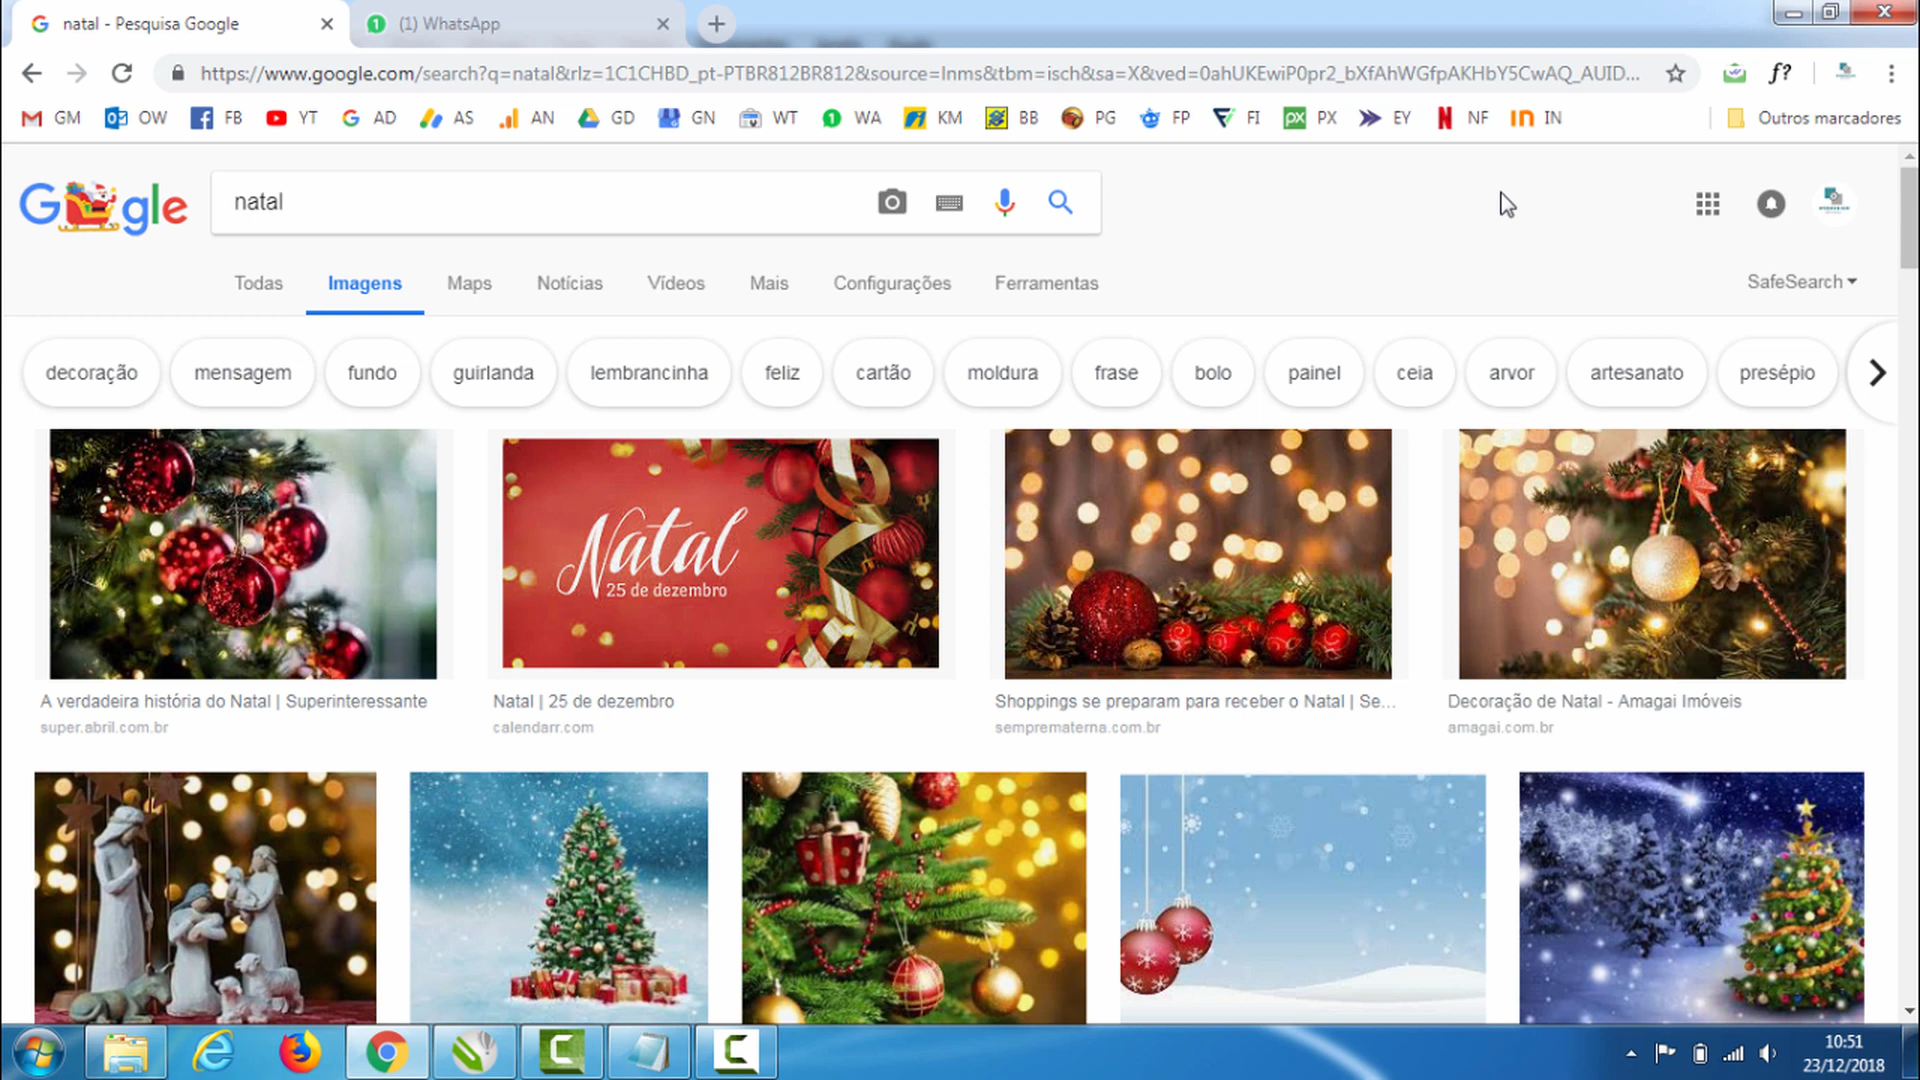 natal - Pesquisa Google
(1) WhatsApp
https://www.google.com/search?q=natal&rlz=1C1CHBD_pt-PTBR812BR812&source=lnms&tbm=isch&sa=X&ved=0ahUKEwiP0pr2_bXfAhWGfpAKHbY5CwAQ_AUID...
f?
GM OW FB YT AD AS AN GD GN WT WA KM BB PG FP FI PX EY NF IN Outros marcadores
Google
natal
Todas Imagens Maps Notícias Vídeos Mais Configurações Ferramentas SafeSearch
decoração mensagem fundo guirlanda lembrancinha feliz cartão moldura frase bolo painel ceia arvor artesanato presépio
Natal
25 de dezembro
A verdadeira história do Natal | Superinteressante
super.abril.com.br
Natal | 25 de dezembro
calendarr.com
Shoppings se preparam para receber o Natal | Se...
semprematerna.com.br
Decoração de Natal - Amagai Imóveis
amagai.com.br
10:51
23/12/2018